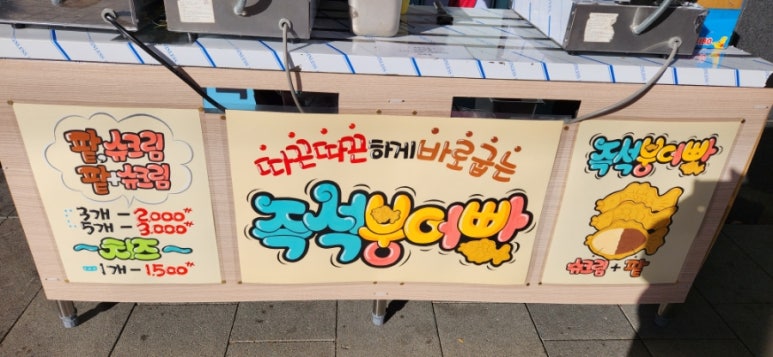 팥, 슈크림
팥+슈크림
3개 - 2.000원
5개 - 3.000원
~치즈~
1개 - 1.500원
따끈따끈하게 바로굽는
즉석붕어빵
즉석붕어빵
슈크림 + 팥